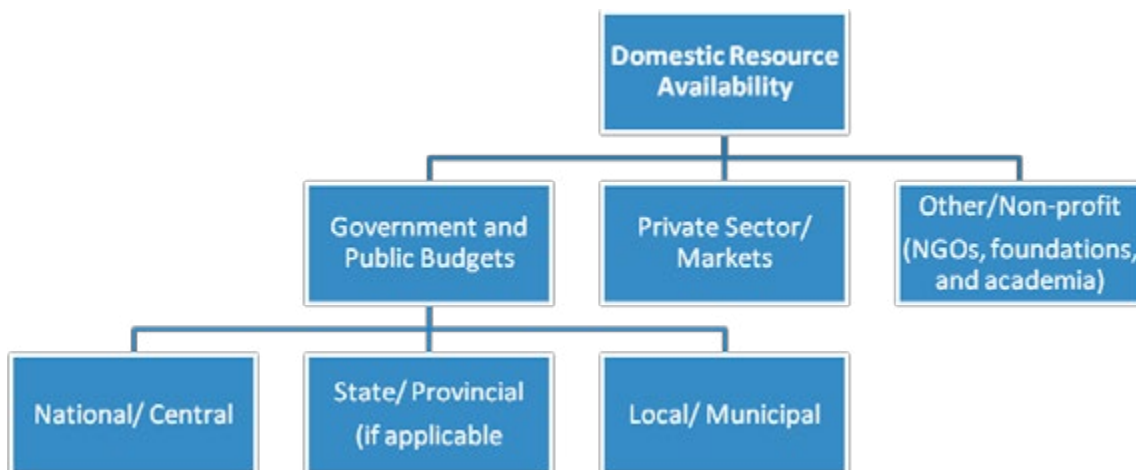 Domestic Resource
Availability
Government and
Public Budgets
Private Sector/
Markets
Other/Non-profit
(NGOs, foundations,
and academia)
National/ Central
State/ Provincial
(if applicable
Local/ Municipal